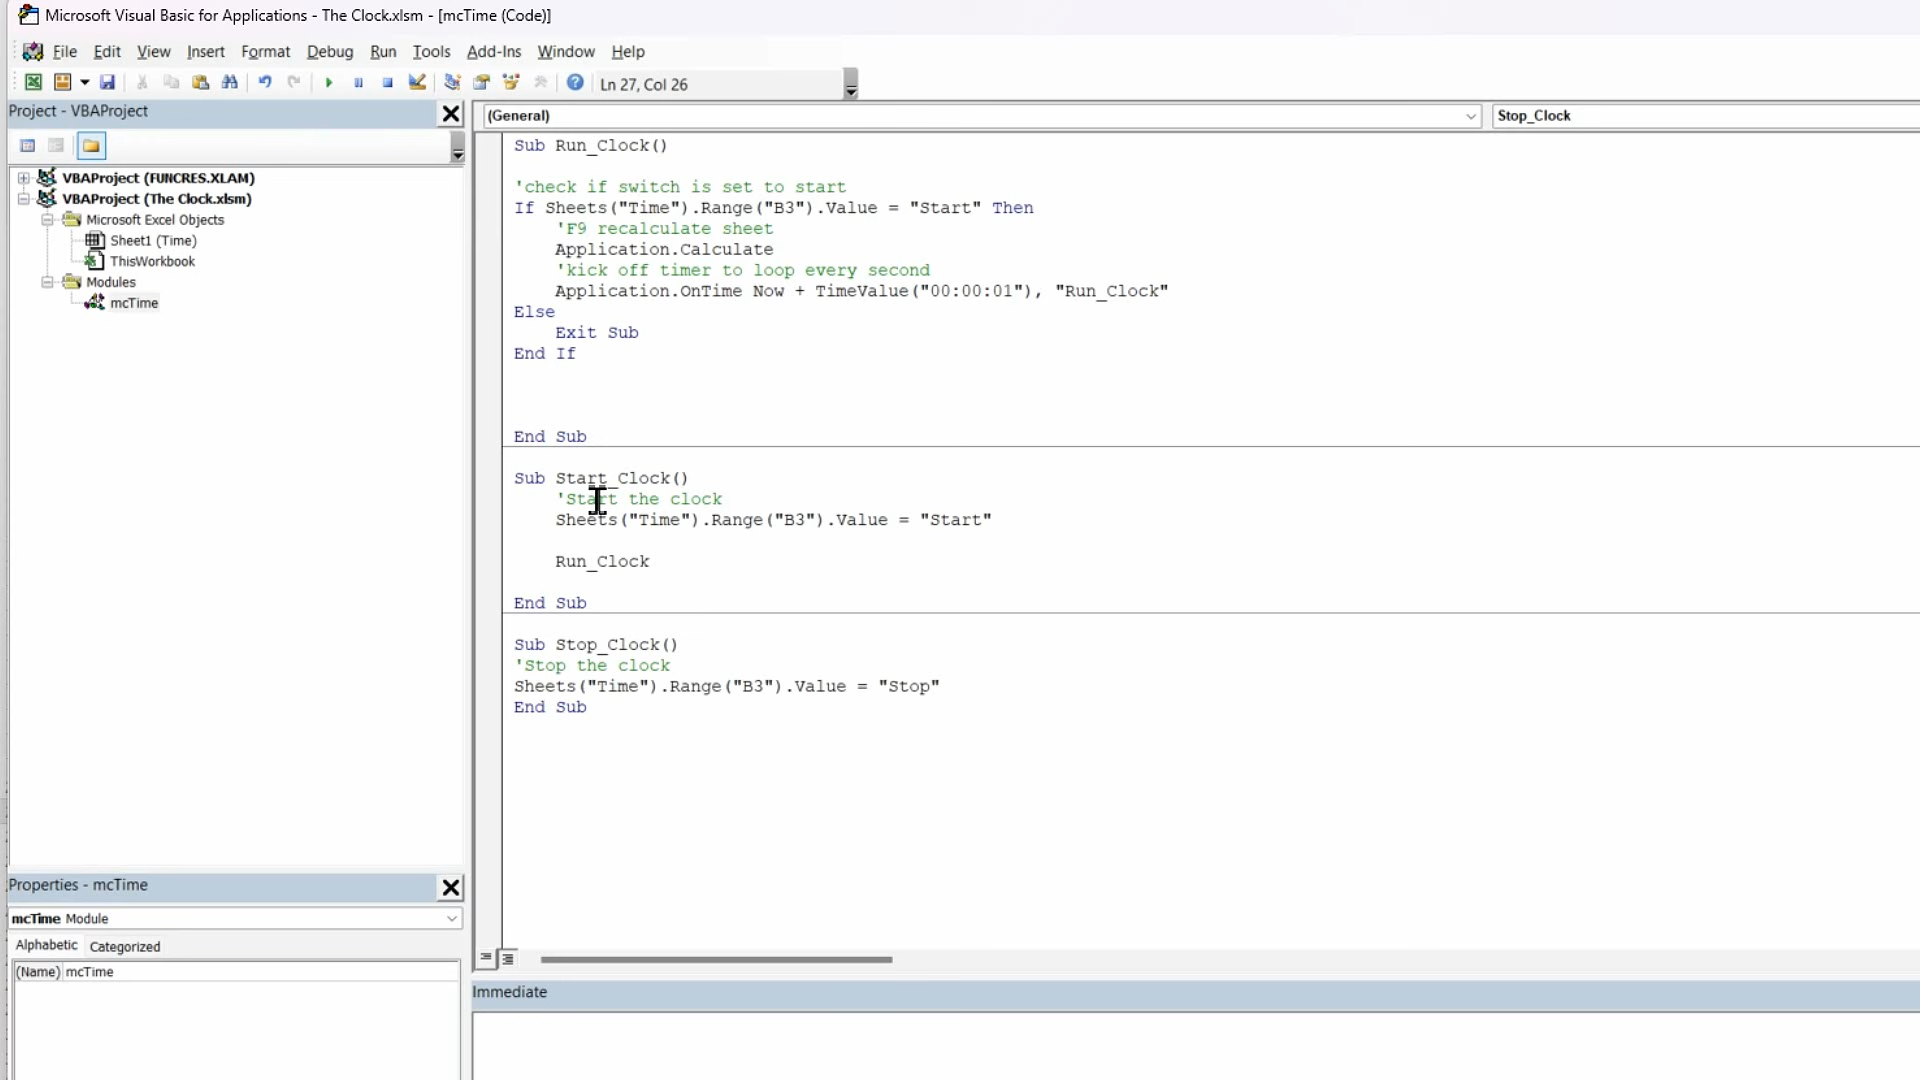 Microsoft Visual Basic for Applications - The Clock.xlsm - [mcTime (Code)]
File Edit View Insert Format Debug Run Tools Add-Ins Window Help
Ln 27, Col 26
Project - VBAProject
VBAProject (FUNCRES.XLAM)
VBAProject (The Clock.xlsm)
Microsoft Excel Objects
Sheet1 (Time)
ThisWorkbook
Modules
mcTime
Properties - mcTime
mcTime Module
Alphabetic Categorized
(Name) mcTime
(General) Stop_Clock
Sub Run_Clock()
'check if switch is set to start
If Sheets("Time").Range("B3").Value = "Start" Then
'F9 recalculate sheet
Application.Calculate
'kick off timer to loop every second
Application.OnTime Now + TimeValue("00:00:01"), "Run_Clock"
Else
Exit Sub
End If
End Sub
Sub Start_Clock()
'Start the clock
Sheets("Time").Range("B3").Value = "Start"
Run_Clock
End Sub
Sub Stop_Clock()
'Stop the clock
Sheets("Time").Range("B3").Value = "Stop"
End Sub
Immediate